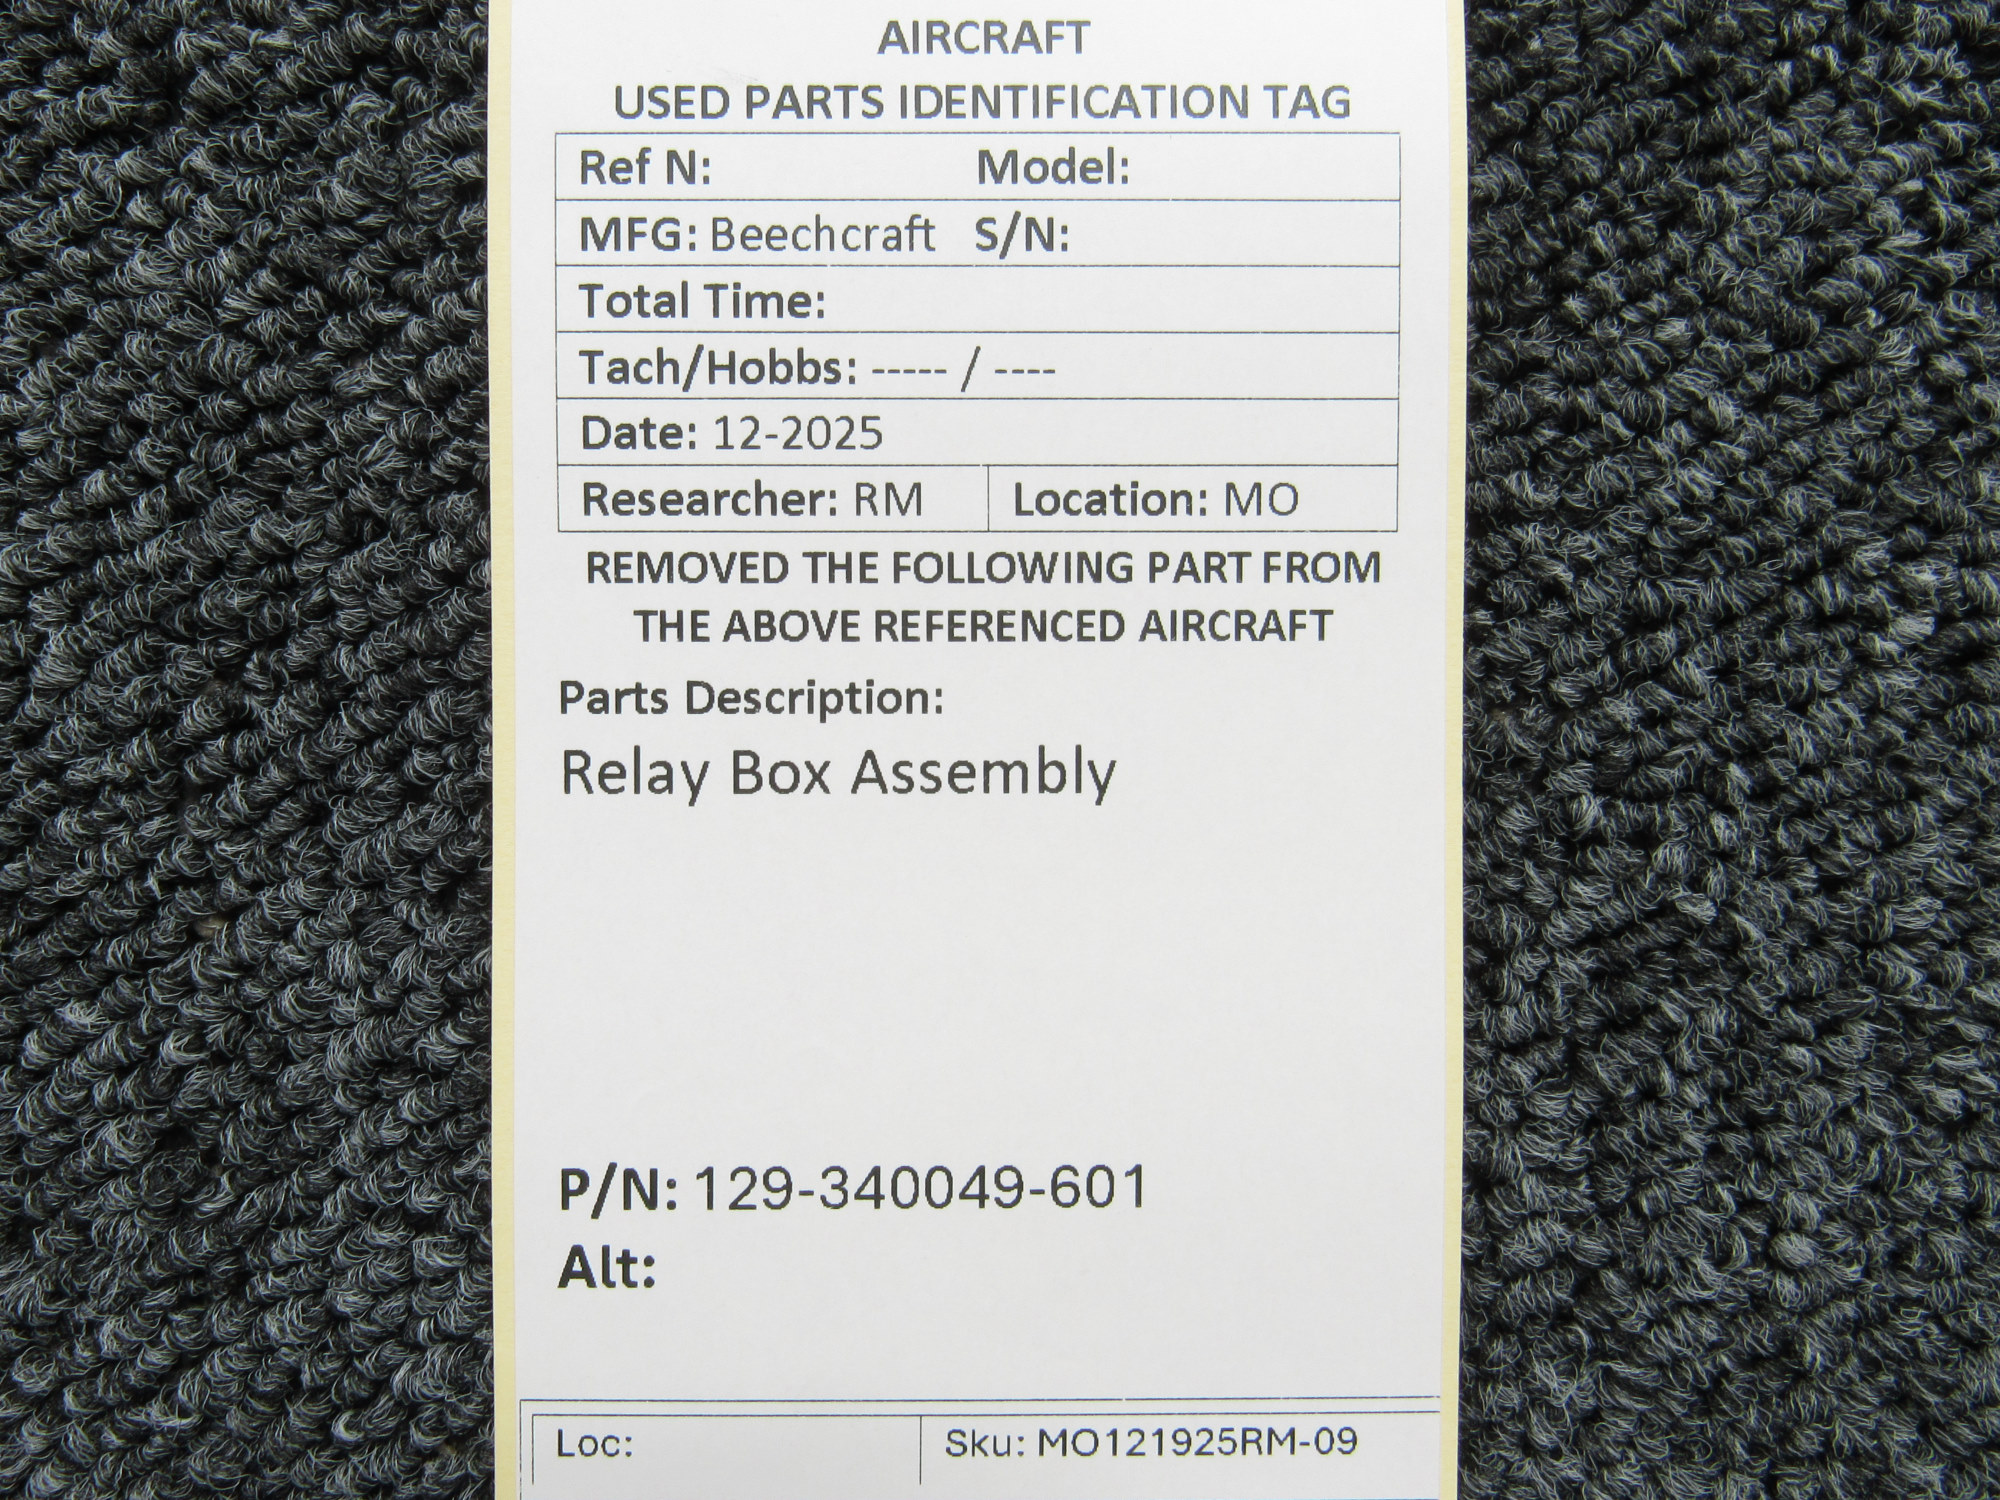 AIRCRAFT
USED PARTS IDENTIFICATION TAG
Ref N: Model:
MFG: Beechcraft S/N:
Total Time:
Tach/Hobbs: ----- / ----
Date: 12-2025
Researcher: RM Location: MO
REMOVED THE FOLLOWING PART FROM
THE ABOVE REFERENCED AIRCRAFT
Parts Description:
Relay Box Assembly
P/N: 129-340049-601
Alt:
Loc: Sku: MO121925RM-09